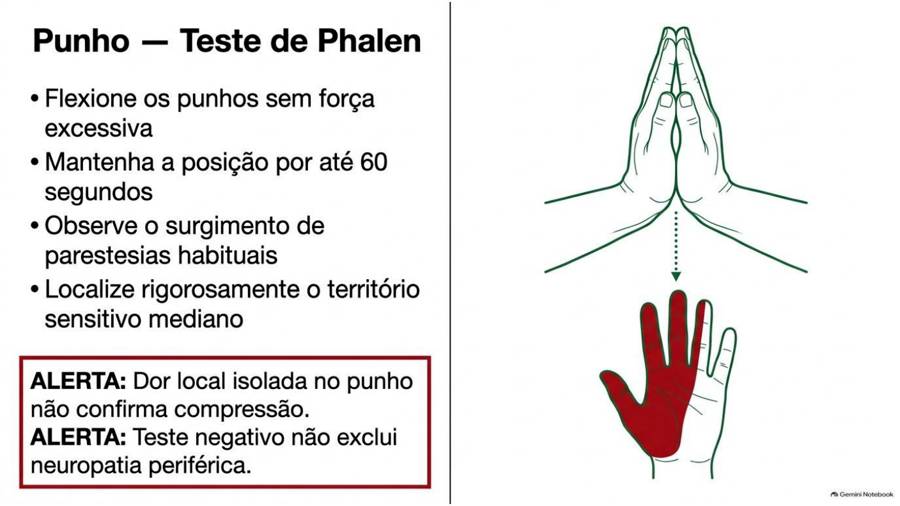 Punho — Teste de Phalen
• Flexione os punhos sem força
excessiva
• Mantenha a posição por até 60
segundos
• Observe o surgimento de
parestesias habituais
• Localize rigorosamente o território
sensitivo mediano
ALERTA: Dor local isolada no punho
não confirma compressão.
ALERTA: Teste negativo não exclui
neuropatia periférica.
Gemini Notebook